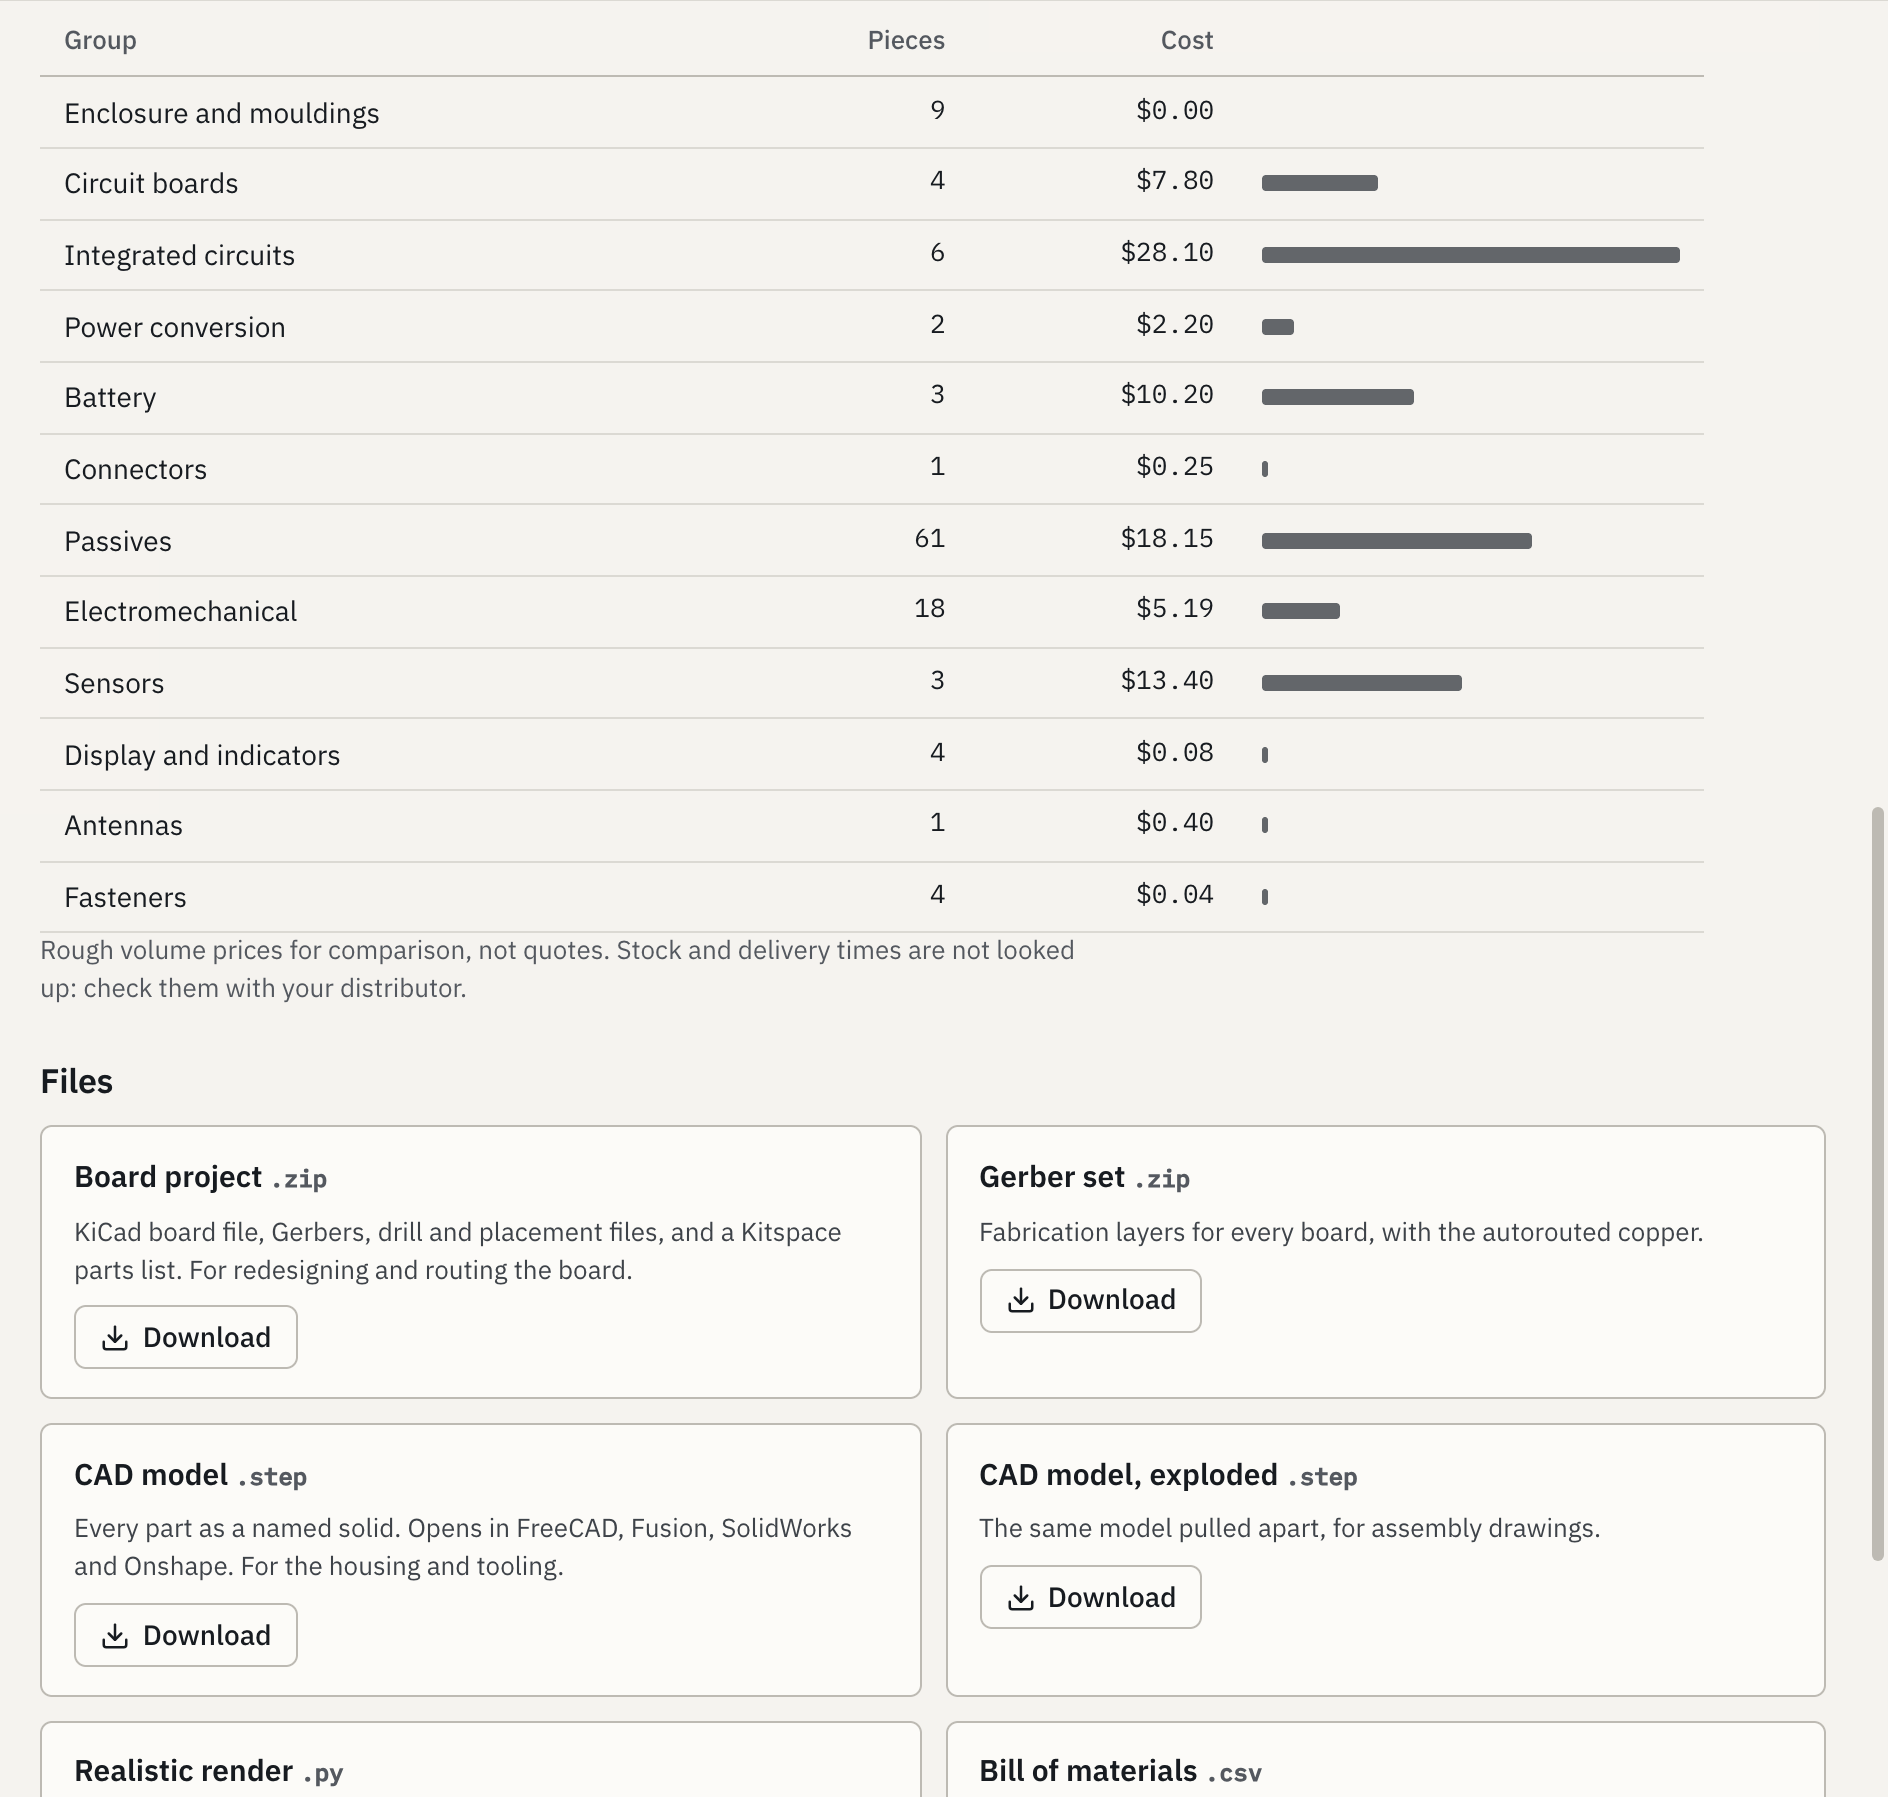 Group Pieces Cost
Enclosure and mouldings 9 $0.00
Circuit boards 4 $7.80
Integrated circuits 6 $28.10
Power conversion 2 $2.20
Battery 3 $10.20
Connectors 1 $0.25
Passives 61 $18.15
Electromechanical 18 $5.19
Sensors 3 $13.40
Display and indicators 4 $0.08
Antennas 1 $0.40
Fasteners 4 $0.04
Rough volume prices for comparison, not quotes. Stock and delivery times are not looked
up: check them with your distributor.
Files
Board project .zip
KiCad board file, Gerbers, drill and placement files, and a Kitspace
parts list. For redesigning and routing the board.
Download
Gerber set .zip
Fabrication layers for every board, with the autorouted copper.
Download
CAD model .step
Every part as a named solid. Opens in FreeCAD, Fusion, SolidWorks
and Onshape. For the housing and tooling.
Download
CAD model, exploded .step
The same model pulled apart, for assembly drawings.
Download
Realistic render .py
Bill of materials .csv